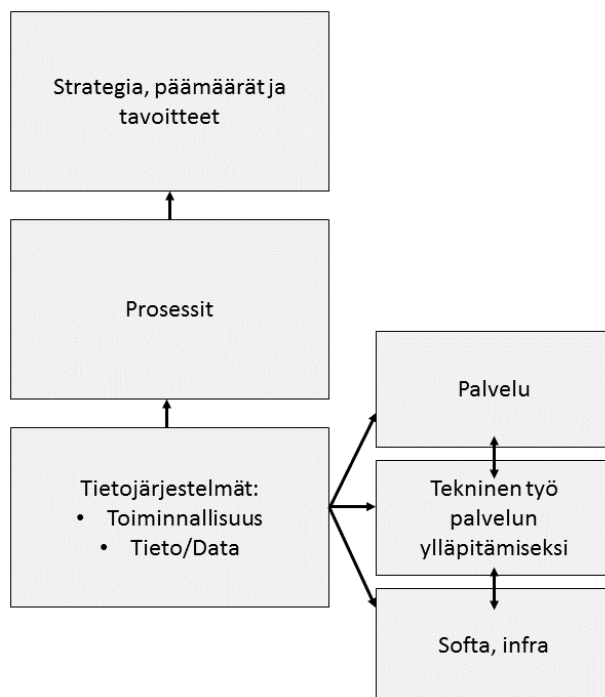 Strategia, päämäärät ja
tavoitteet
Prosessit
Tietojärjestelmät:
• Toiminnallisuus
• Tieto/Data
Palvelu
Tekninen työ
palvelun
ylläpitämiseksi
Softa, infra